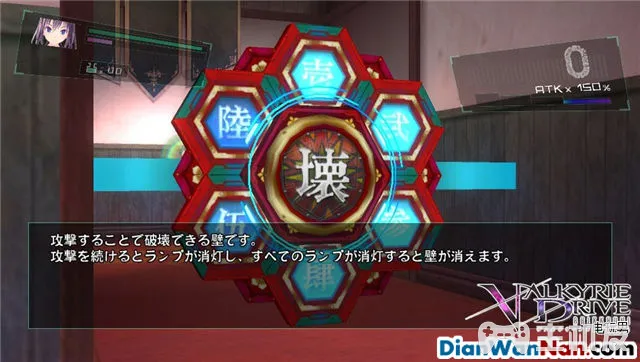 25.00
0
ATK× 150%
壱
陸
弐
壊
伍
参
肆
攻撃することで破壊できる壁です。
攻撃を続けるとランプが消灯し、すべてのランプが消灯すると壁が消えます。
VALKYRIE DRIVE
DianWanNan.com